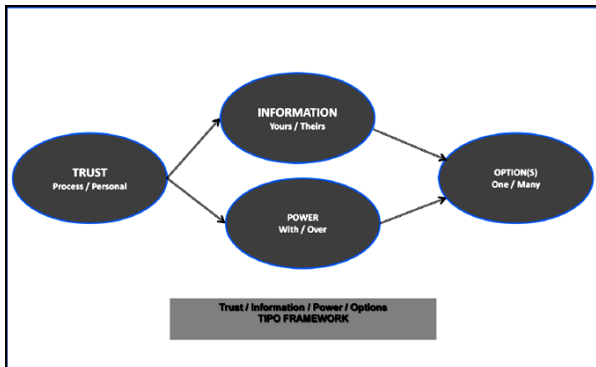 INFORMATION
Yours / Theirs
TRUST
Process / Personal
OPTION(S)
One / Many
POWER
With / Over
Trust / Information / Power / Options
TIPO FRAMEWORK